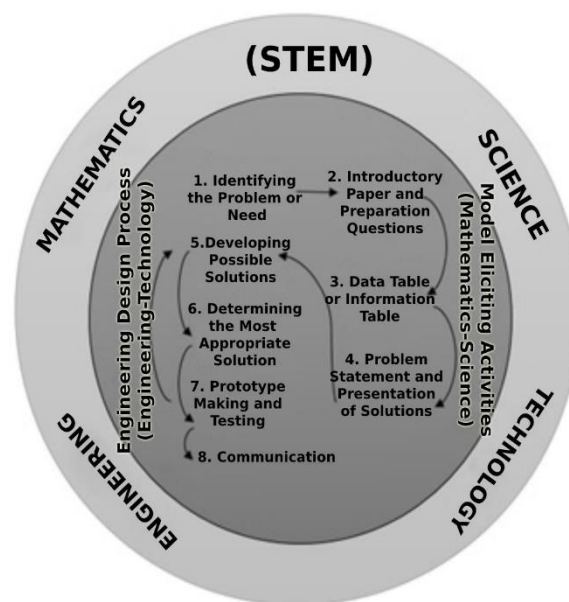 (STEM)
MATHEMATICS
SCIENCE
ENGINEERING
TECHNOLOGY
Engineering Design Process
(Engineering-Technology)
Model Eliciting Activities
(Mathematics-Science)
1. Identifying
the Problem or
Need
2. Introductory
Paper and
Preparation
Questions
3. Data Table
or Information
Table
4. Problem
Statement and
Presentation
of Solutions
5.Developing
Possible
Solutions
6. Determining
the Most
Appropriate
Solution
7. Prototype
Making and
Testing
8. Communication